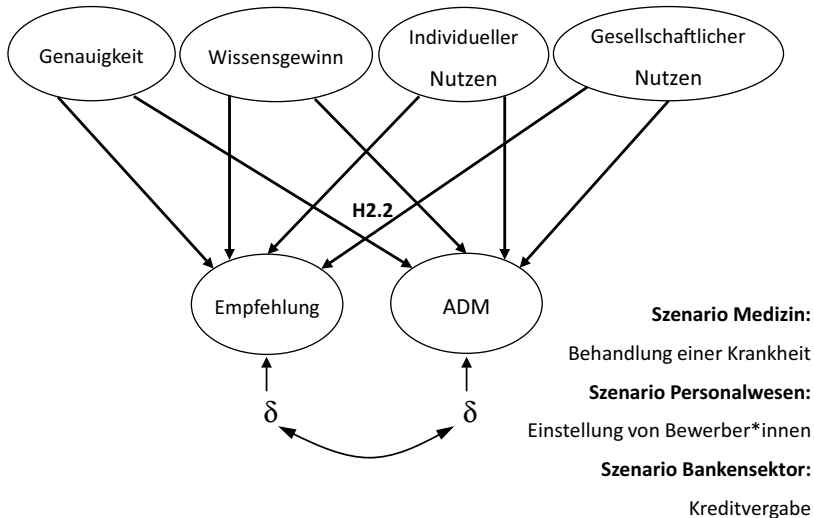 Genauigkeit
Wissensgewinn
Individueller
Nutzen
Gesellschaftlicher
Nutzen
H2.2
Empfehlung
ADM
δ
δ
Szenario Medizin:
Behandlung einer Krankheit
Szenario Personalwesen:
Einstellung von Bewerber*innen
Szenario Bankensektor:
Kreditvergabe